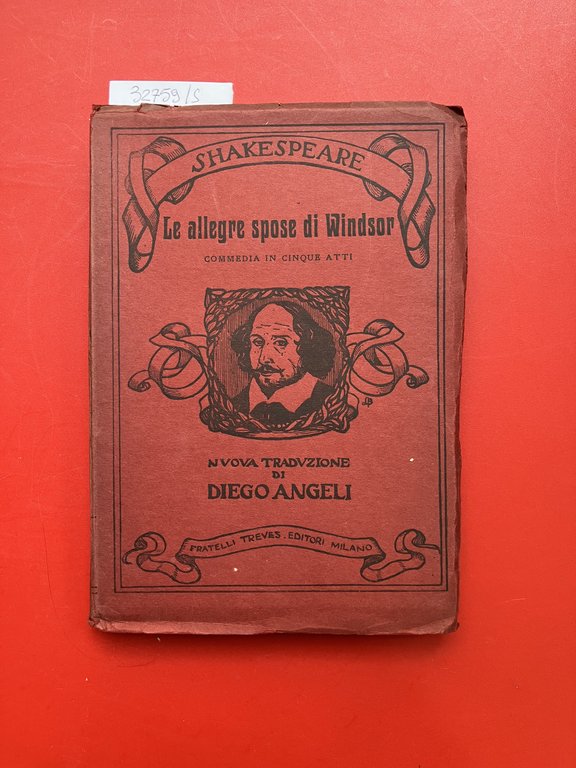 32759/S
SHAKESPEARE
Le allegre spose di Windsor
COMMEDIA IN CINQUE ATTI
NUOVA TRADVZIONE
DI
DIEGO ANGELI
FRATELLI TREVES. EDITORI MILANO